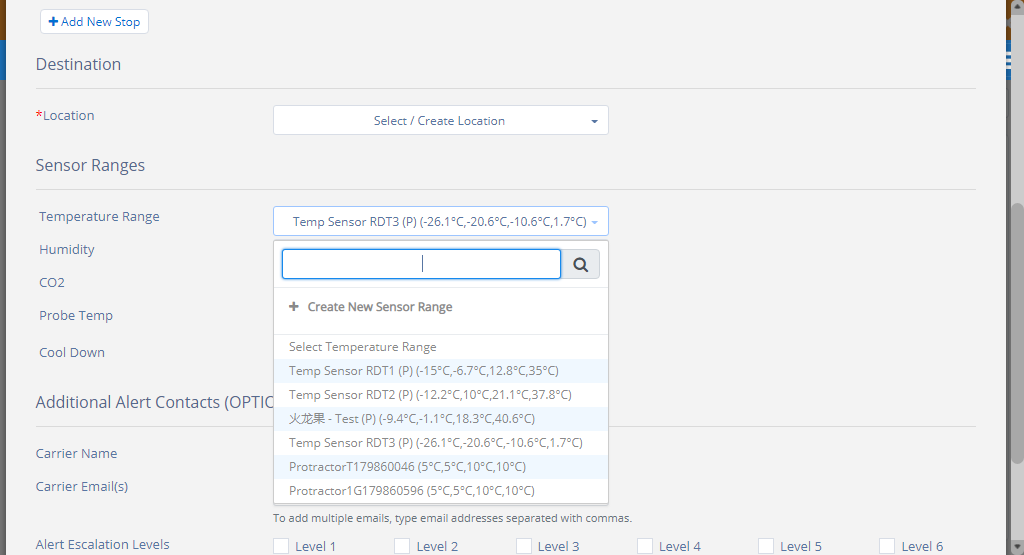 Add New Stop
Destination
*Location
Select / Create Location
Sensor Ranges
Temperature Range
Temp Sensor RDT3 (P) (-26.1°C,-20.6°C,-10.6°C,1.7°C)
Humidity
CO2
Create New Sensor Range
Probe Temp
Select Temperature Range
Cool Down
Temp Sensor RDT1 (P) (-15°C,-6.7°C,12.8°C,35°C)
Temp Sensor RDT2 (P) (-12.2°C,10°C,21.1°C,37.8°C)
Additional Alert Contacts (OPTIO
火龙果 - Test (P) (-9.4°C,-1.1°C,18.3°C,40.6°C)
Temp Sensor RDT3 (P) (-26.1°C,-20.6°C,-10.6°C,1.7°C)
Carrier Name
ProtractorT179860046 (5°C,5°C,10°C,10°C)
Carrier Email(s)
Protractor1G179860596 (5°C,5°C,10°C,10°C)
To add multiple emails, type email addresses separated with commas.
Alert Escalation Levels
Level 1 Level 2 Level 3 Level 4 Level 5 Level 6